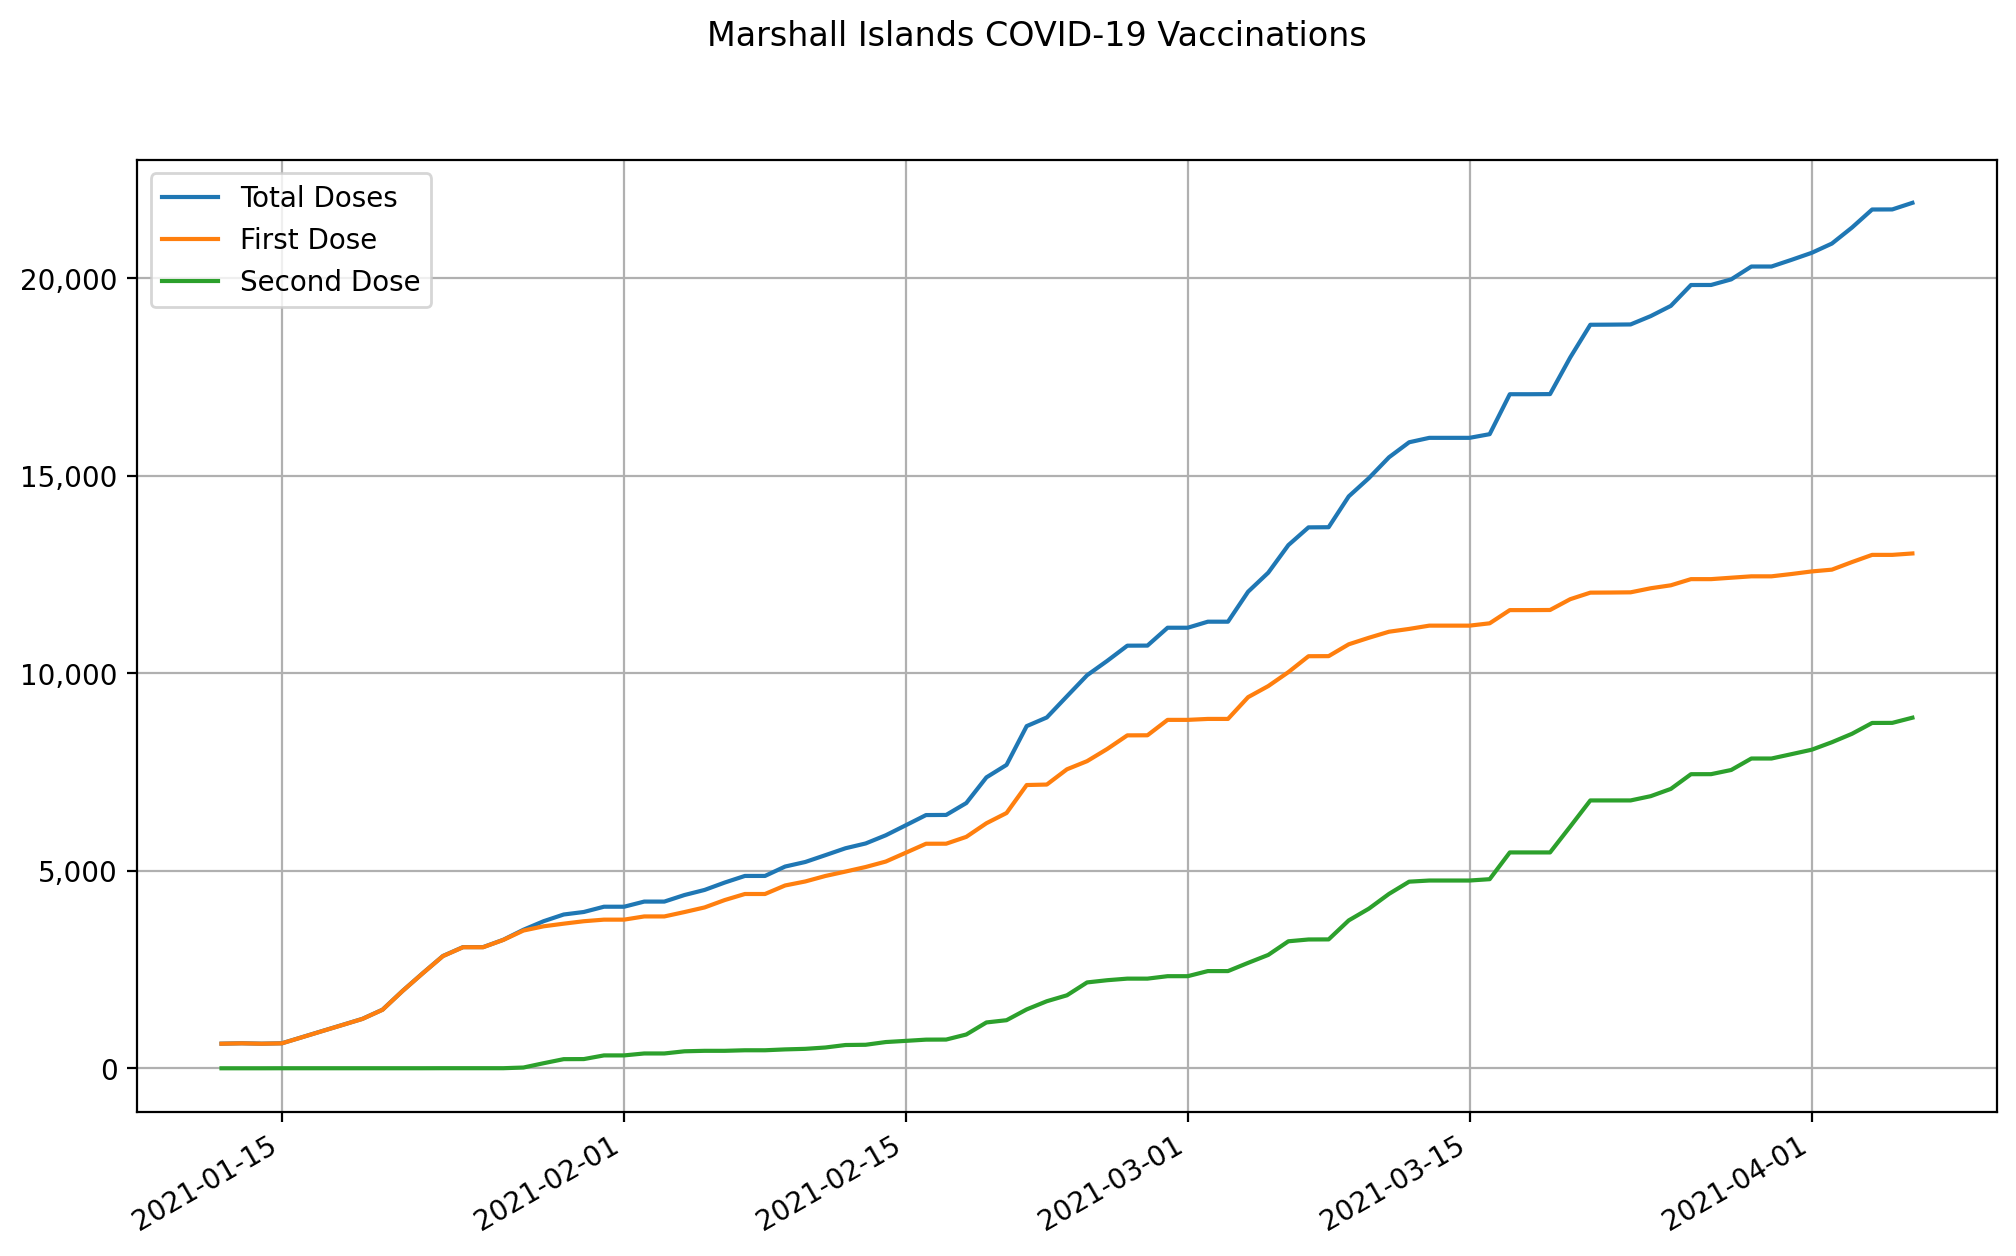 Marshall Islands COVID-19 Vaccinations
Total Doses
First Dose
Second Dose
20,000
15,000
10,000
5,000
0
2021-01-15
2021-02-01
2021-02-15
2021-03-01
2021-03-15
2021-04-01